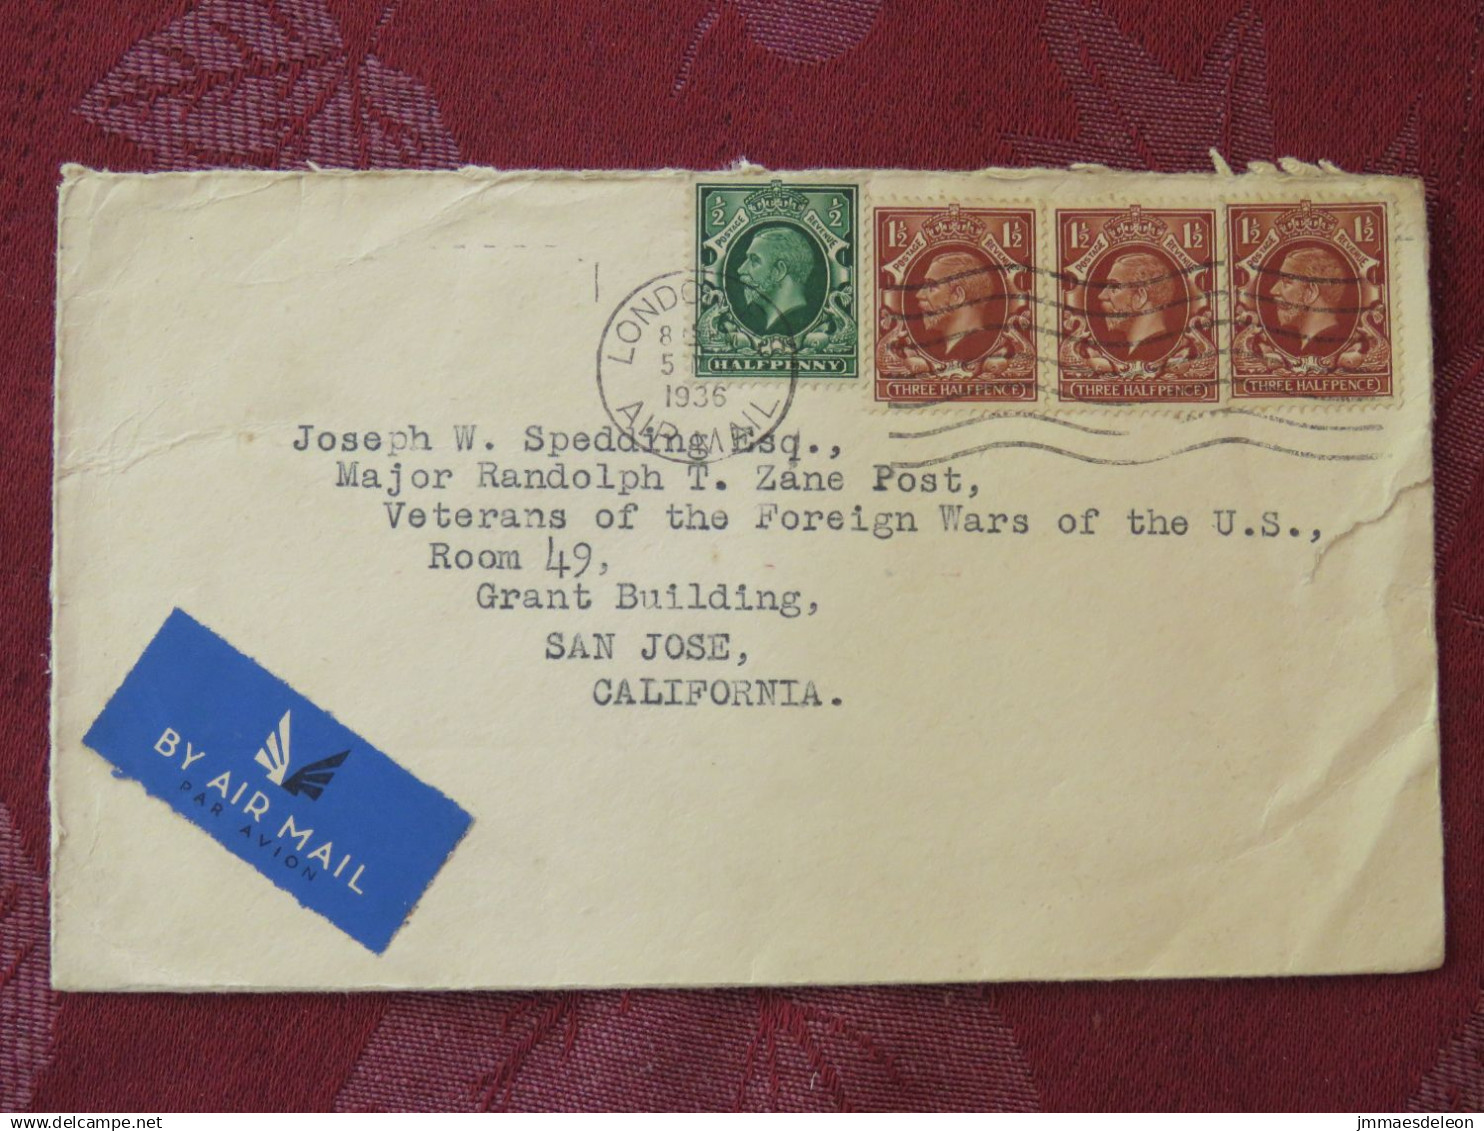 ½ ½
POSTAGE REVENUE
HALFPENNY
1½ 1½
POSTAGE REVENUE
THREE HALFPENCE
1½ 1½
POSTAGE REVENUE
THREE HALFPENCE
1½ 1½
POSTAGE REVENUE
THREE HALFPENCE
1936
AIR MAIL
Joseph W. Spedding Esq.,
Major Randolph T. Zane Post,
Veterans of the Foreign Wars of the U.S.,
Room 49,
Grant Building,
SAN JOSE,
CALIFORNIA.
BY AIR MAIL
PAR AVION
delcampe.net
jmmaesdeleon